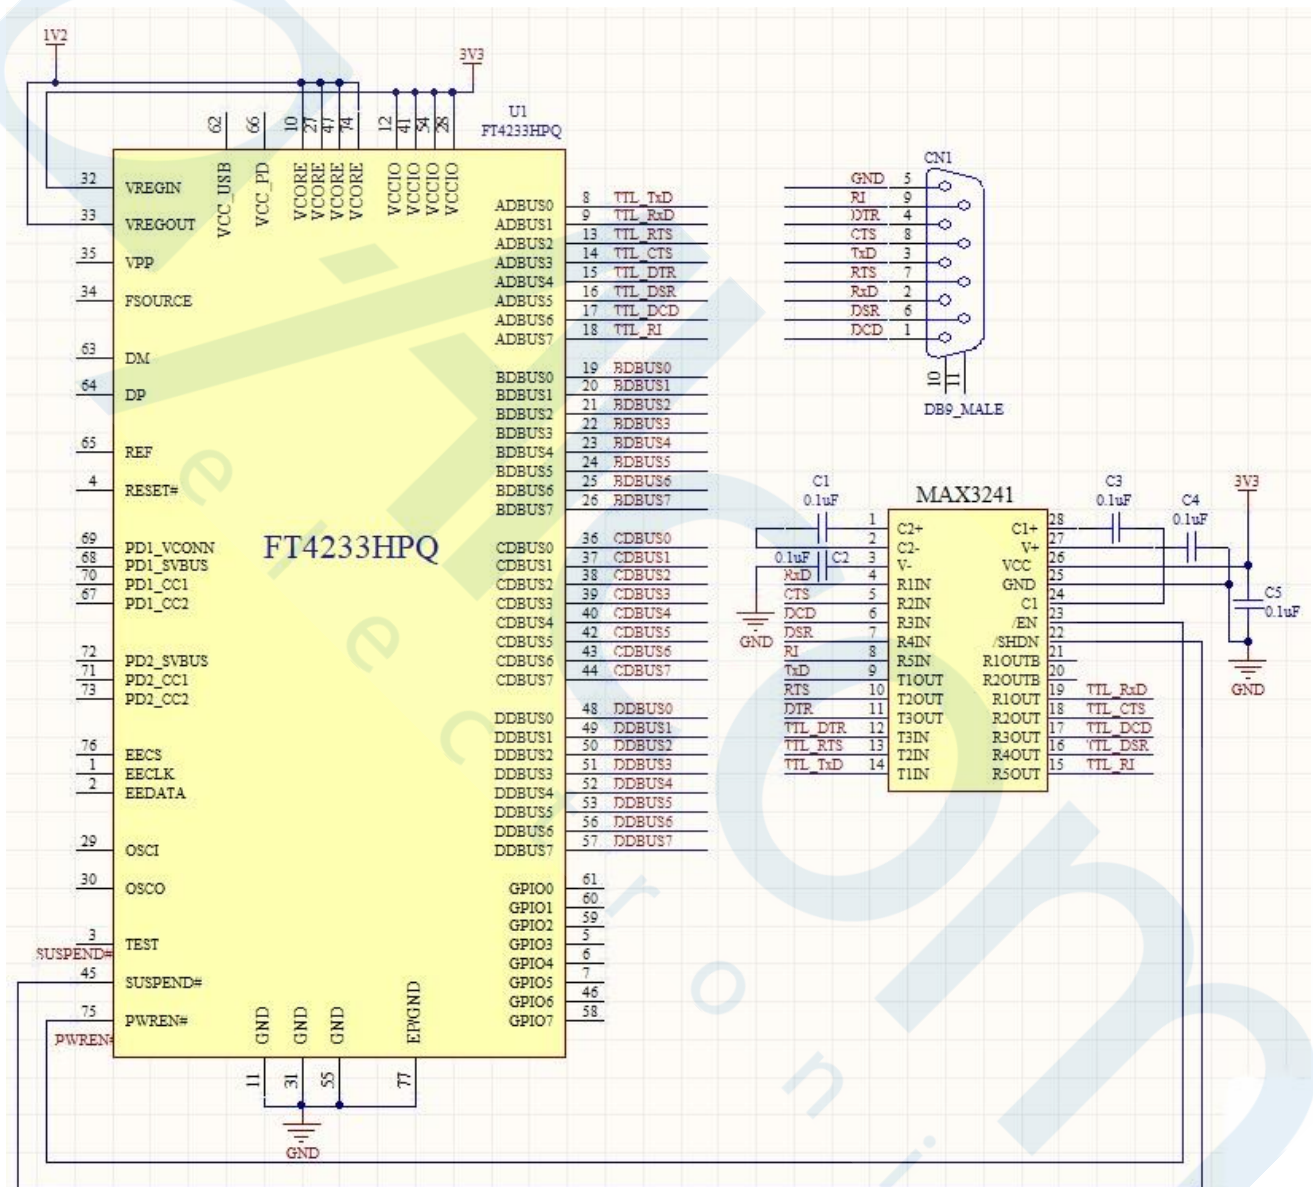 1V2
3V3
U1
FT4233HPQ
62 66 10 27 47 74 12 41 54 28
VCC_USB VCC_PD VCORE VCORE VCORE VCORE VCCIO VCCIO VCCIO VCCIO
32 VREGIN
33 VREGOUT
35 VPP
34 FSOURCE
63 DM
64 DP
65 REF
4 RESET#
69 PD1_VCONN
68 PD1_SVBUS
70 PD1_CC1
67 PD1_CC2
72 PD2_SVBUS
71 PD2_CC1
73 PD2_CC2
76 EECS
1 EECLK
2 EEDATA
29 OSCI
30 OSCO
3 TEST
SUSPEND#
45 SUSPEND#
75 PWREN#
PWREN#
FT4233HPQ
ADBUS0 8 TTL_TxD
ADBUS1 9 TTL_RxD
ADBUS2 13 TTL_RTS
ADBUS3 14 TTL_CTS
ADBUS4 15 TTL_DTR
ADBUS5 16 TTL_DSR
ADBUS6 17 TTL_DCD
ADBUS7 18 TTL_RI
BDBUS0 19 BDBUS0
BDBUS1 20 BDBUS1
BDBUS2 21 BDBUS2
BDBUS3 22 BDBUS3
BDBUS4 23 BDBUS4
BDBUS5 24 BDBUS5
BDBUS6 25 BDBUS6
BDBUS7 26 BDBUS7
CDBUS0 36 CDBUS0
CDBUS1 37 CDBUS1
CDBUS2 38 CDBUS2
CDBUS3 39 CDBUS3
CDBUS4 40 CDBUS4
CDBUS5 42 CDBUS5
CDBUS6 43 CDBUS6
CDBUS7 44 CDBUS7
DDBUS0 48 DDBUS0
DDBUS1 49 DDBUS1
DDBUS2 50 DDBUS2
DDBUS3 51 DDBUS3
DDBUS4 52 DDBUS4
DDBUS5 53 DDBUS5
DDBUS6 56 DDBUS6
DDBUS7 57 DDBUS7
GPIO0 61
GPIO1 60
GPIO2 59
GPIO3 5
GPIO4 6
GPIO5 7
GPIO6 46
GPIO7 58
GND GND GND EP/GND
11 31 55 77
GND
CN1
GND 5
RI 9
DTR 4
CTS 8
TxD 3
RTS 7
RxD 2
DSR 6
DCD 1
10 11
DB9_MALE
MAX3241
C1
0.1uF
0.1uF C2
GND
C3
0.1uF
C4
0.1uF
3V3
C5
0.1uF
GND
1 C2+
2 C2-
3 V-
RxD 4 R1IN
CTS 5 R2IN
DCD 6 R3IN
DSR 7 R4IN
RI 8 R5IN
TxD 9 T1OUT
RTS 10 T2OUT
DTR 11 T3OUT
TTL_DTR 12 T3IN
TTL_RTS 13 T2IN
TTL_TxD 14 T1IN
C1+ 28
V+ 27
VCC 26
GND 25
C1 24
/EN 23
/SHDN 22
R1OUTB 21
R2OUTB 20
R1OUT 19 TTL_RxD
R2OUT 18 TTL_CTS
R3OUT 17 TTL_DCD
R4OUT 16 TTL_DSR
R5OUT 15 TTL_RI